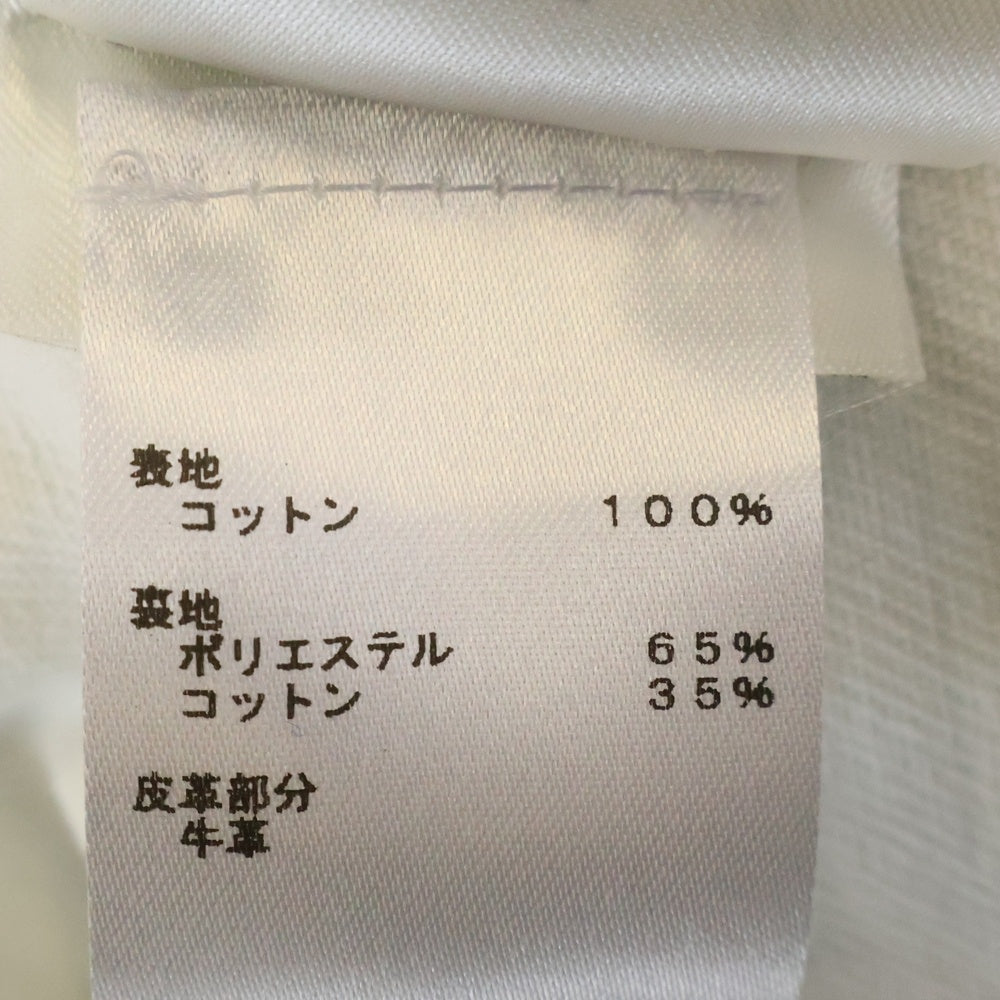 表地
コットン 100%
裏地
ポリエステル 65%
コットン 35%
皮革部分
牛革